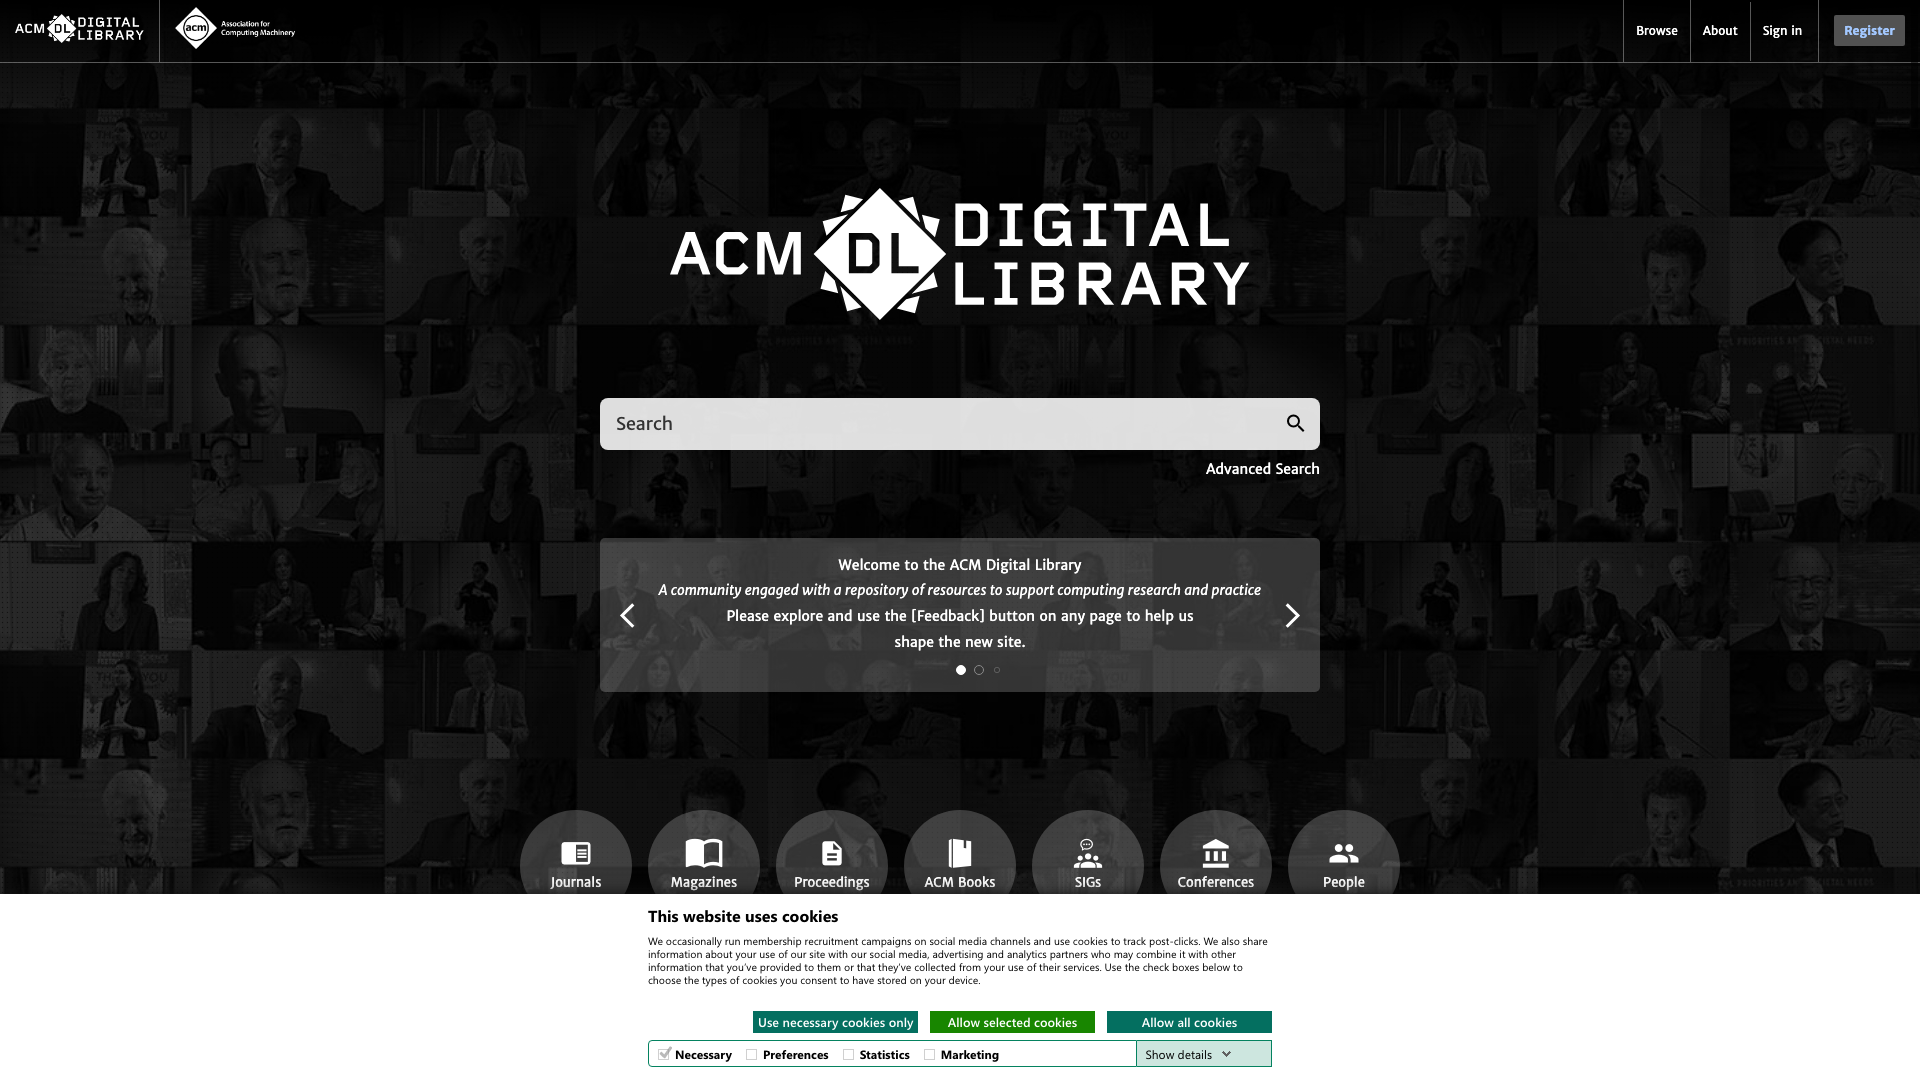 ACM DL DIGITAL LIBRARY
acm Association for Computing Machinery
Browse
About
Sign in
Register
ACM DL DIGITAL LIBRARY
Search
Advanced Search
Welcome to the ACM Digital Library
A community engaged with a repository of resources to support computing research and practice
Please explore and use the [Feedback] button on any page to help us
shape the new site.
Journals
Magazines
Proceedings
ACM Books
SIGs
Conferences
People
This website uses cookies
We occasionally run membership recruitment campaigns on social media channels and use cookies to track post-clicks. We also share
information about your use of our site with our social media, advertising and analytics partners who may combine it with other
information that you've provided to them or that they've collected from your use of their services. Use the check boxes below to
choose the types of cookies you consent to have stored on your device.
Use necessary cookies only
Allow selected cookies
Allow all cookies
Necessary
Preferences
Statistics
Marketing
Show details